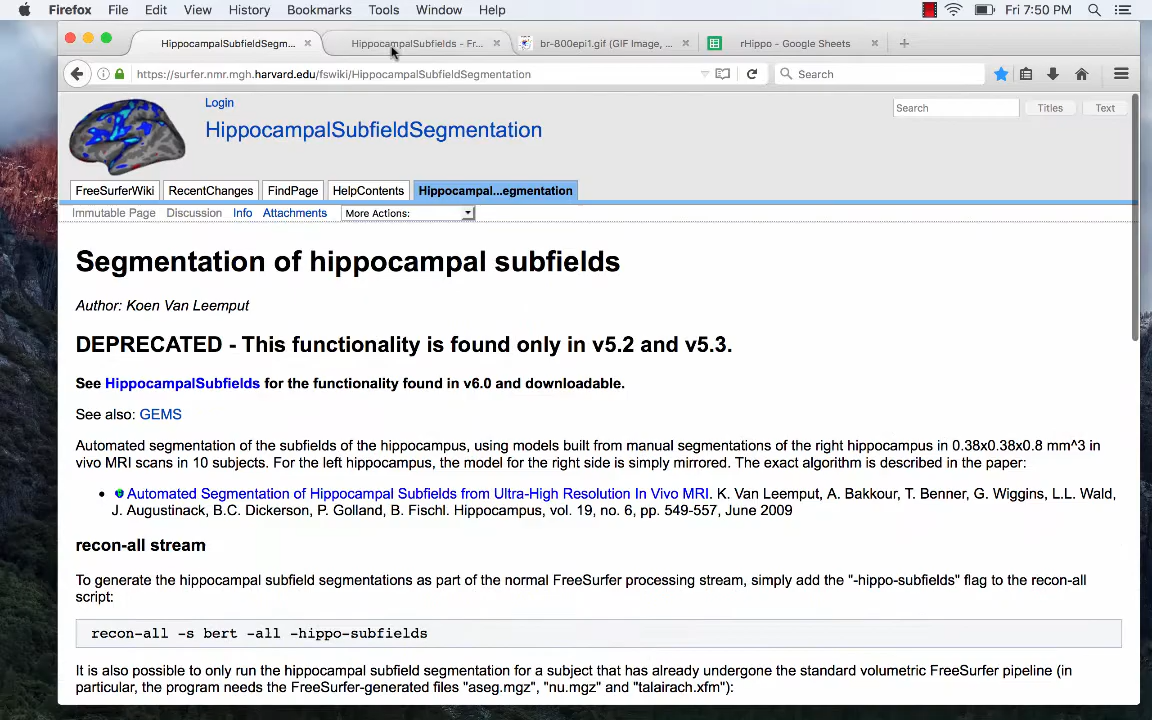 Firefox File Edit View History Bookmarks Tools Window Help Fri 7:50 PM
HippocampalSubfieldSegm... HippocampalSubfields - Fr... br-800epi1.gif (GIF Image, ... rHippo - Google Sheets
https://surfer.nmr.mgh.harvard.edu/fswiki/HippocampalSubfieldSegmentation Search
Login
Search Titles Text
HippocampalSubfieldSegmentation
FreeSurferWiki RecentChanges FindPage HelpContents Hippocampal...egmentation
Immutable Page Discussion Info Attachments More Actions:
Segmentation of hippocampal subfields
Author: Koen Van Leemput
DEPRECATED - This functionality is found only in v5.2 and v5.3.
See HippocampalSubfields for the functionality found in v6.0 and downloadable.
See also: GEMS
Automated segmentation of the subfields of the hippocampus, using models built from manual segmentations of the right hippocampus in 0.38x0.38x0.8 mm^3 in
vivo MRI scans in 10 subjects. For the left hippocampus, the model for the right side is simply mirrored. The exact algorithm is described in the paper:
• Automated Segmentation of Hippocampal Subfields from Ultra-High Resolution In Vivo MRI. K. Van Leemput, A. Bakkour, T. Benner, G. Wiggins, L.L. Wald,
J. Augustinack, B.C. Dickerson, P. Golland, B. Fischl. Hippocampus, vol. 19, no. 6, pp. 549-557, June 2009
recon-all stream
To generate the hippocampal subfield segmentations as part of the normal FreeSurfer processing stream, simply add the "-hippo-subfields" flag to the recon-all
script:
recon-all -s bert -all -hippo-subfields
It is also possible to only run the hippocampal subfield segmentation for a subject that has already undergone the standard volumetric FreeSurfer pipeline (in
particular, the program needs the FreeSurfer-generated files "aseg.mgz", "nu.mgz" and "talairach.xfm"):